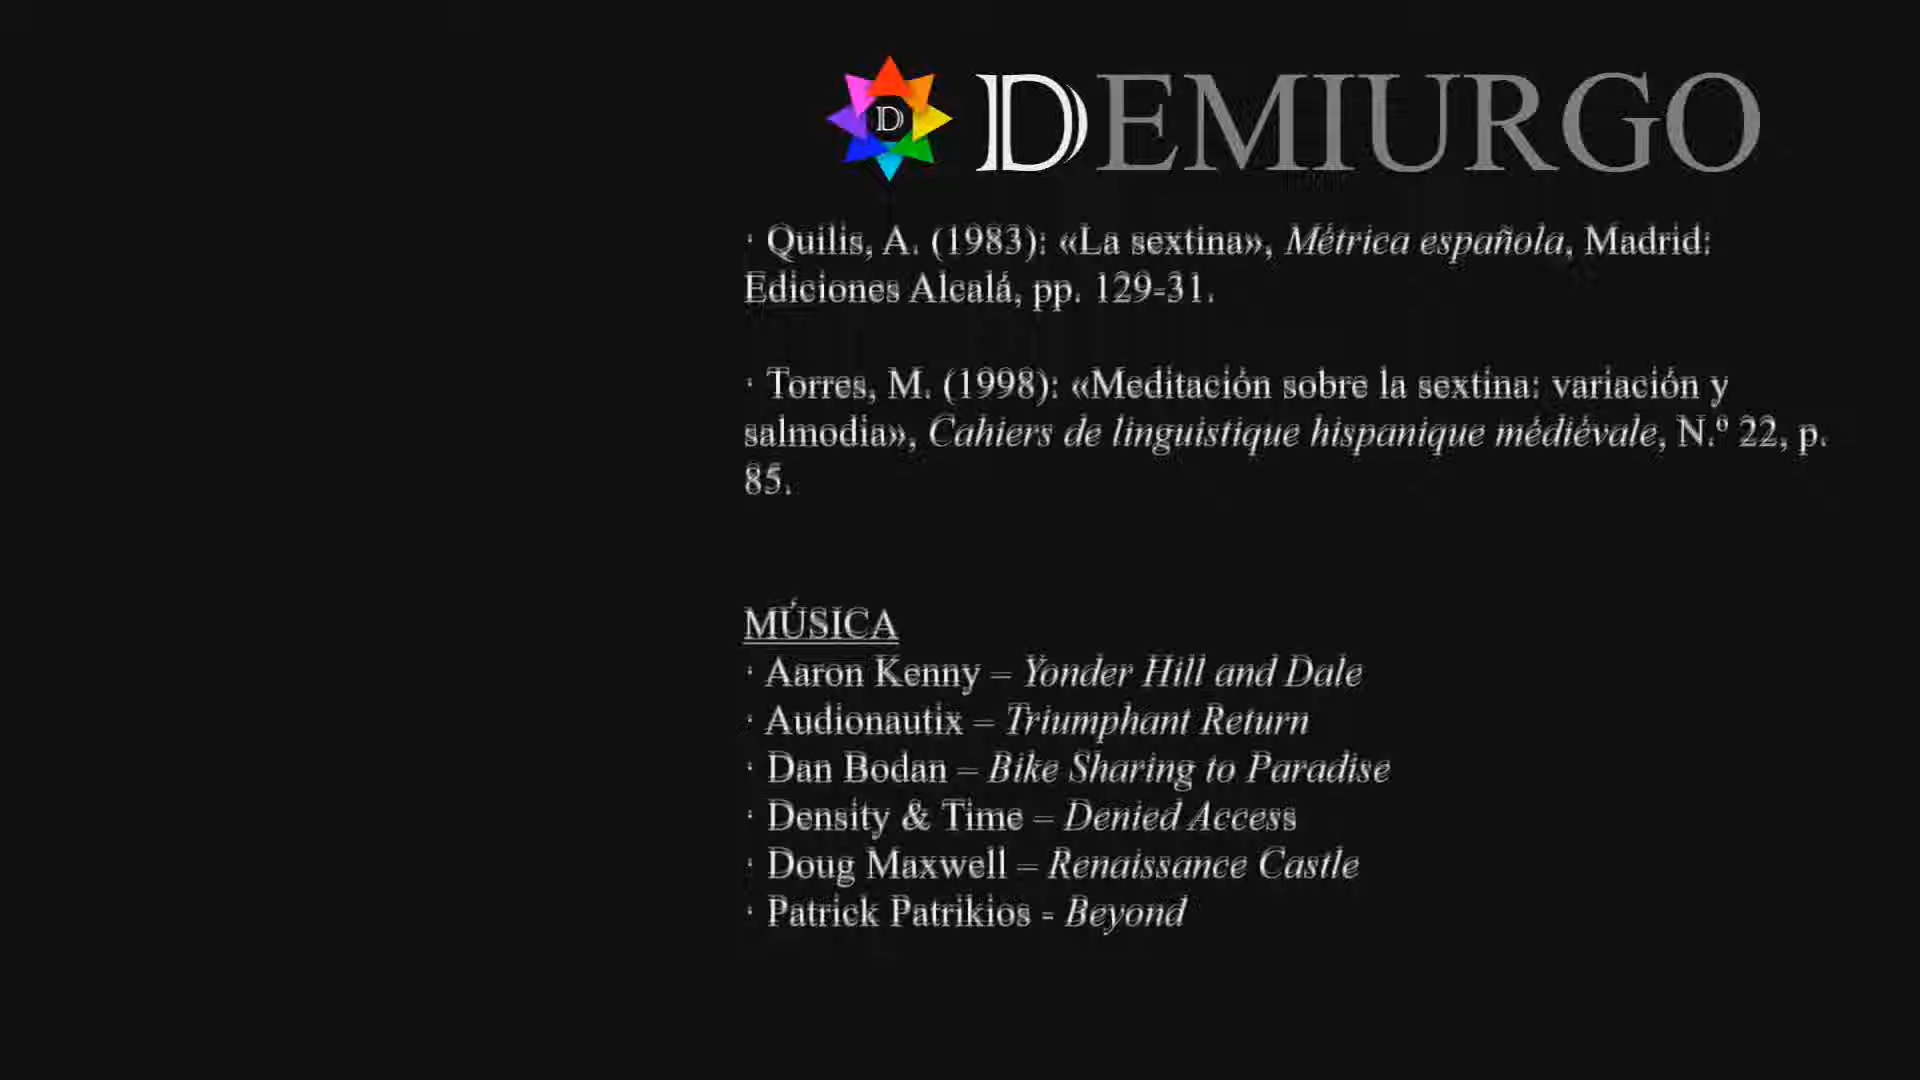 D DEMIURGO
· Quilis, A. (1983): «La sextina», Métrica española, Madrid:
Ediciones Alcalá, pp. 129-31.
· Torres, M. (1998): «Meditación sobre la sextina: variación y
salmodia», Cahiers de linguistique hispanique médiévale, N.º 22, p.
85.
MÚSICA
· Aaron Kenny – Yonder Hill and Dale
· Audionautix – Triumphant Return
· Dan Bodan – Bike Sharing to Paradise
· Density & Time – Denied Access
· Doug Maxwell – Renaissance Castle
· Patrick Patrikios - Beyond